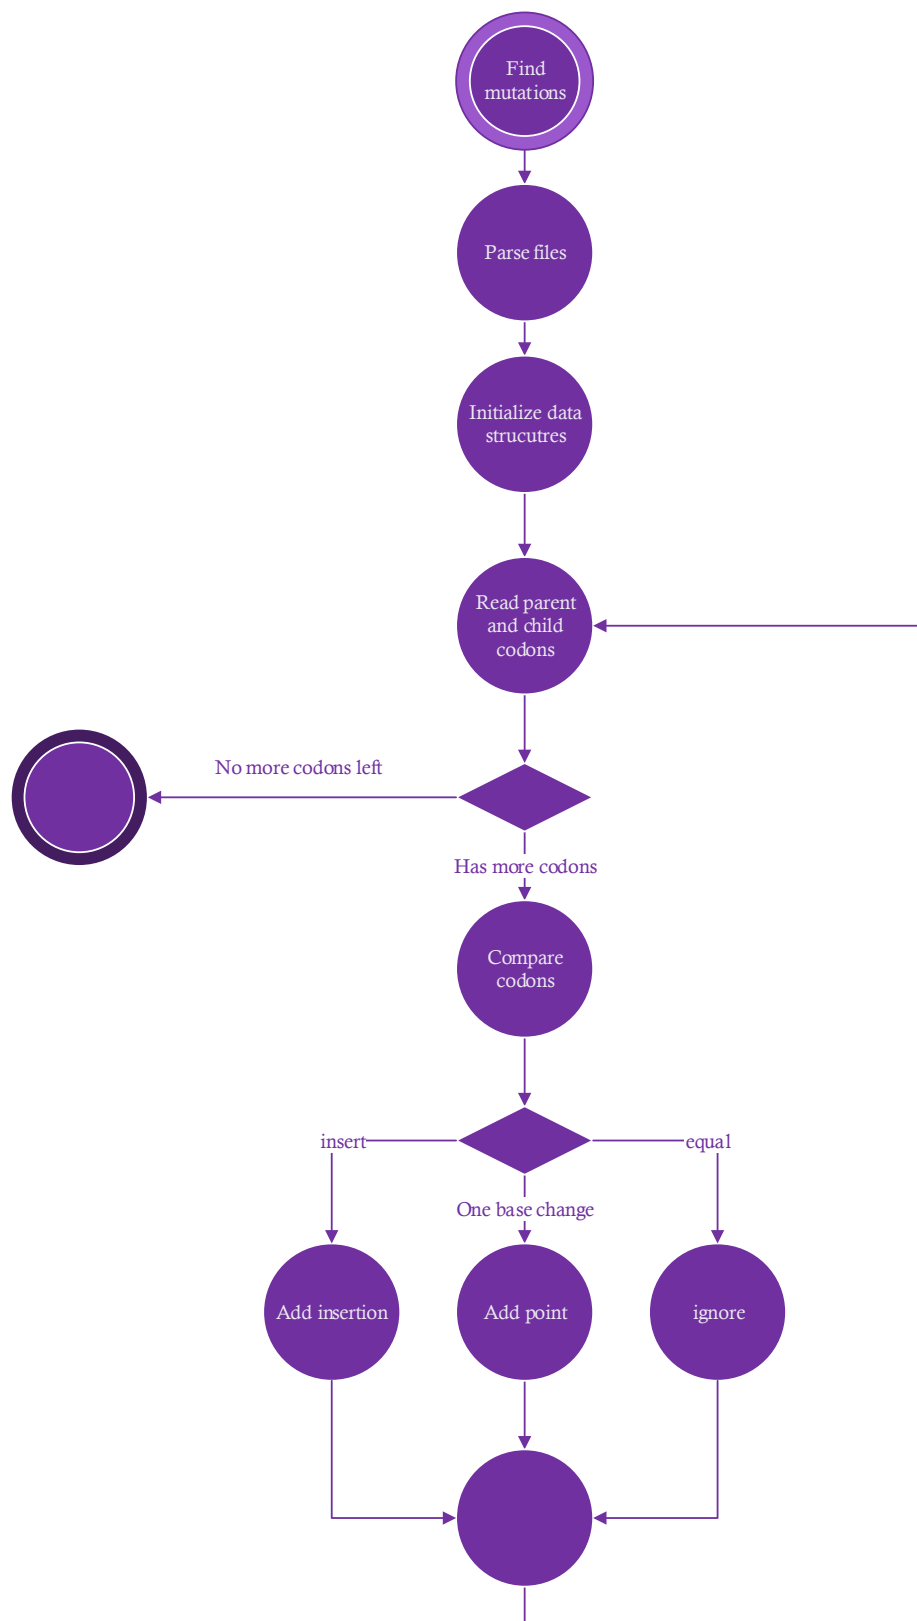 Find
mutations
Parse files
Initialize data
strucutres
Read parent
and child
codons
No more codons left
Has more codons
Compare
codons
insert
equal
One base change
Add insertion
Add point
ignore